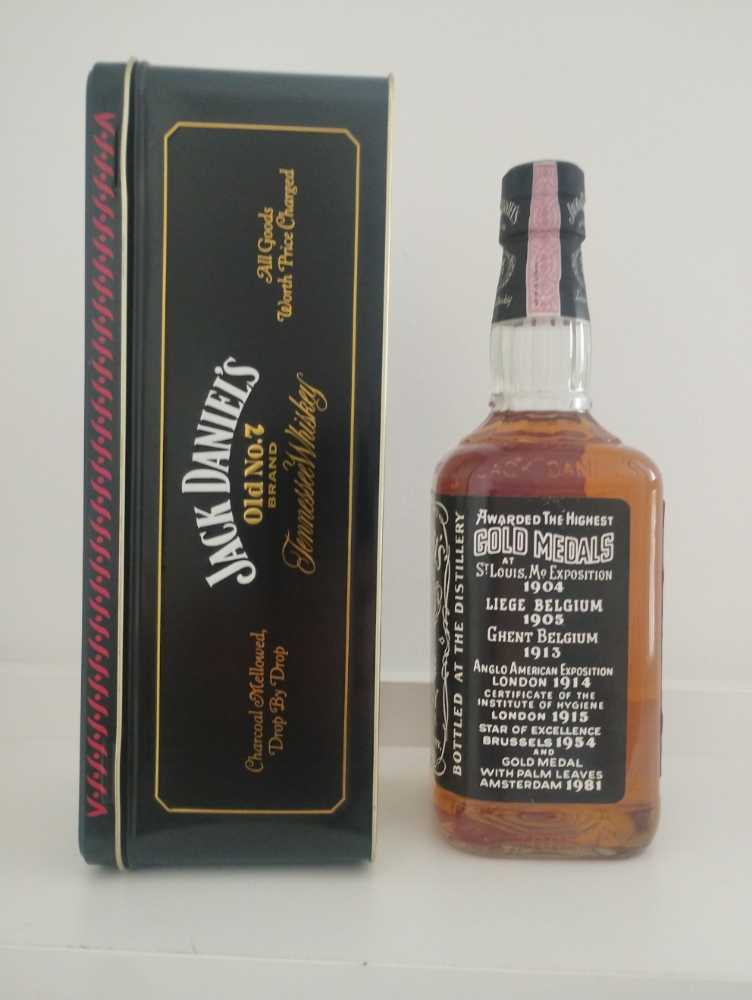 Charcoal Mellowed,
Drop By Drop
JACK DANIEL'S
Old No.7
BRAND
Tennessee Whiskey
All Goods
Worth Price Charged
JACK DANI
BOTTLED AT THE DISTILLERY
AWARDED THE HIGHEST
GOLD MEDALS
AT
ST LOUIS, MO EXPOSITION
1904
LIEGE BELGIUM
1905
GHENT BELGIUM
1913
ANGLO AMERICAN EXPOSITION
LONDON 1914
CERTIFICATE OF THE
INSTITUTE OF HYGIENE
LONDON 1915
STAR OF EXCELLENCE
BRUSSELS 1954
AND
GOLD MEDAL
WITH PALM LEAVES
AMSTERDAM 1981